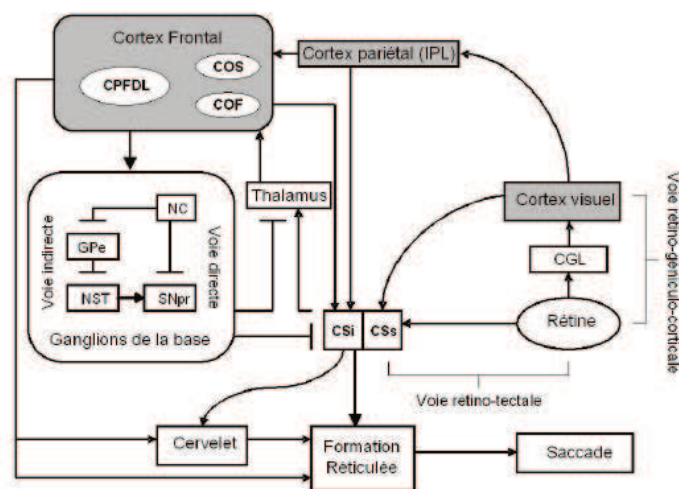 Cortex Frontal
COS
CPFDL
COF
Cortex pariétal (IPL)
Thalamus
Cortex visuel
CGL
Rétine
Voie rétino-géniculo-corticale
Voie indirecte
NC
GPe
NST
SNpr
Voie directe
Ganglions de la base
CSi
CSs
Voie rétino-tectale
Cervelet
Formation
Réticulée
Saccade